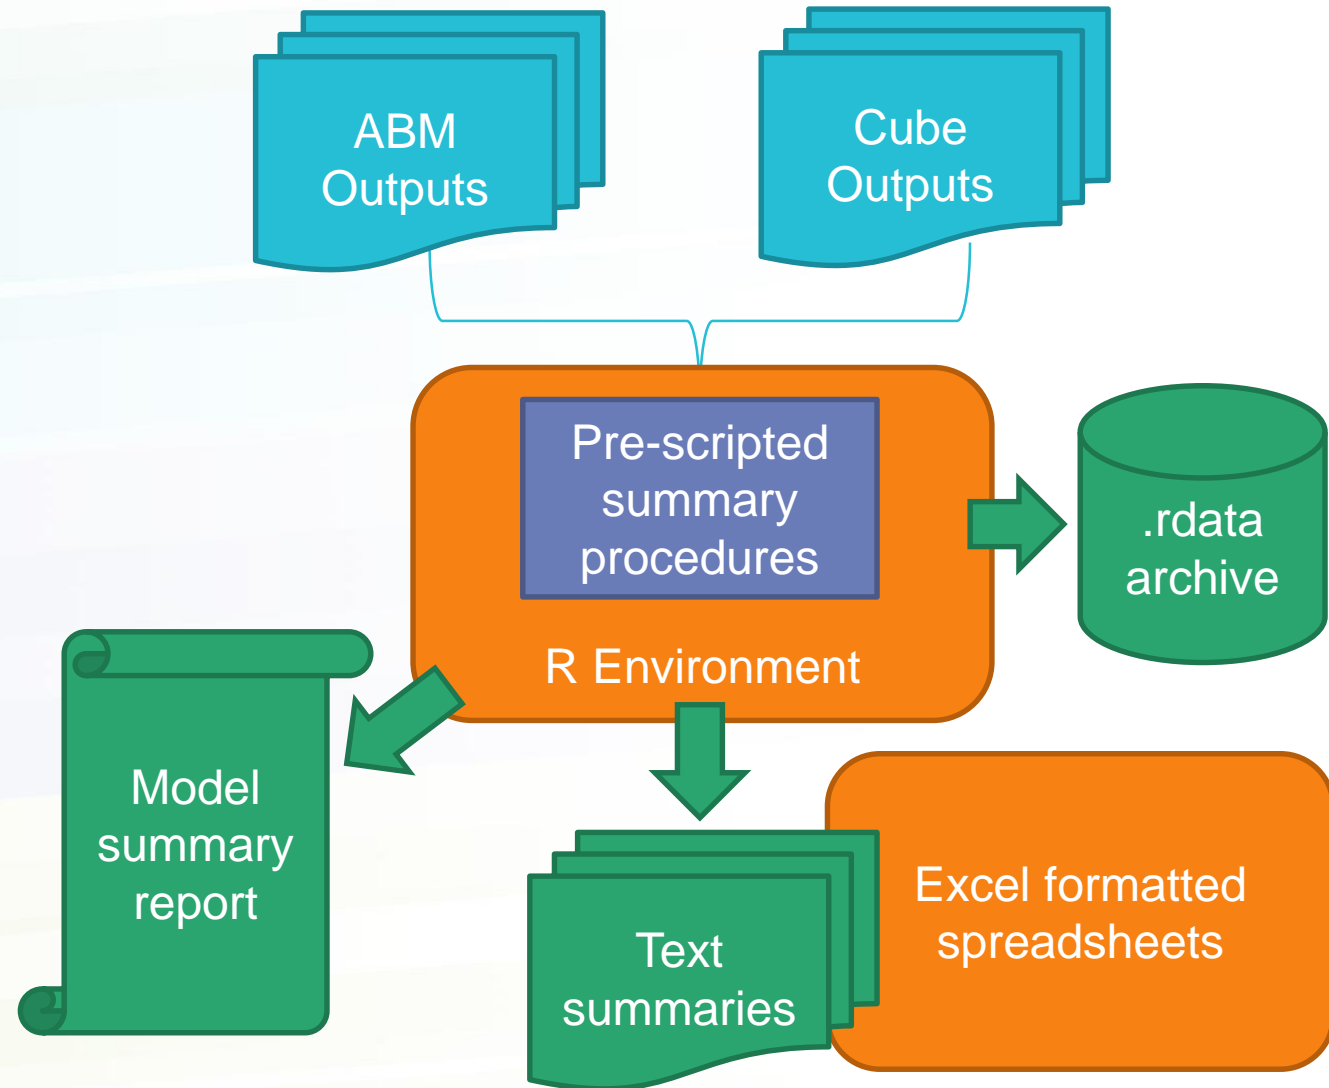 ABM
Outputs
Cube
Outputs
Pre-scripted
summary
procedures
R Environment
.rdata
archive
Model
summary
report
Text
summaries
Excel formatted
spreadsheets